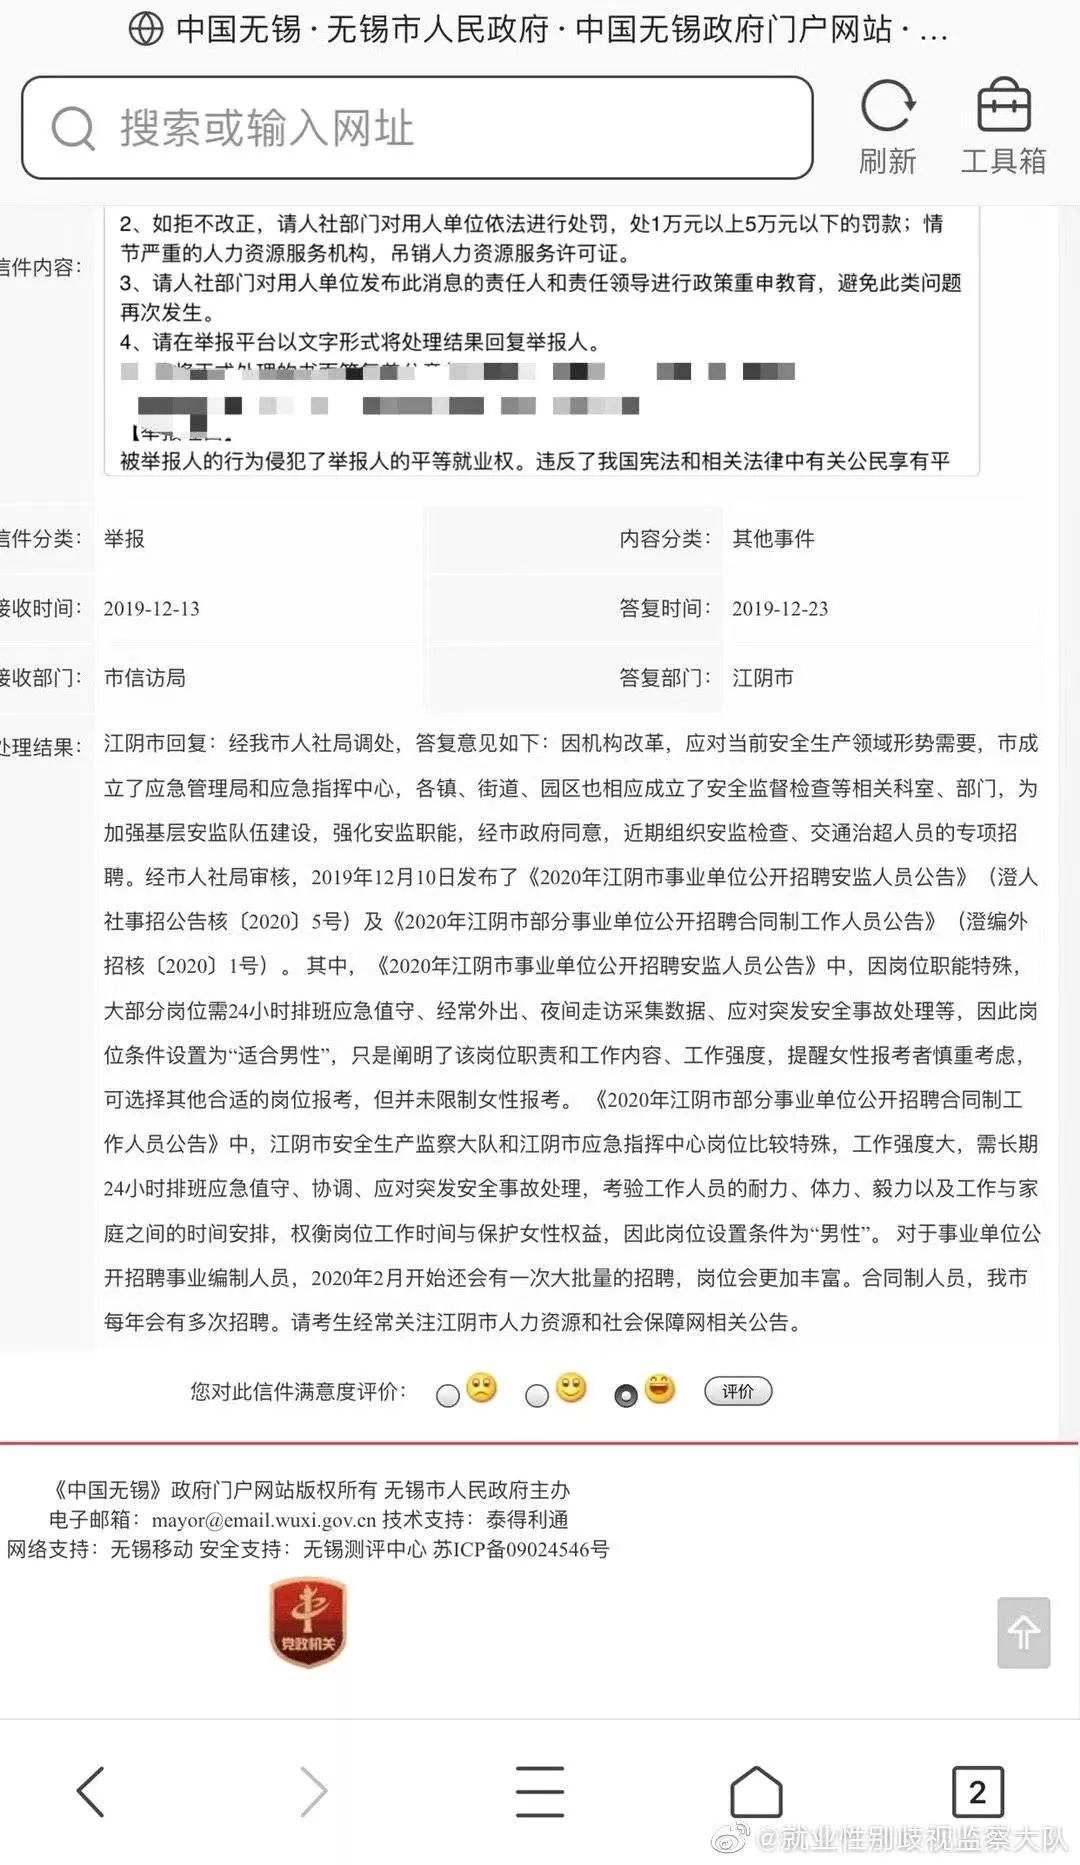 中国无锡·无锡市人民政府·中国无锡政府门户网站·...
搜索或输入网址
刷新
工具箱
信件内容：
2、如拒不改正，请人社部门对用人单位依法进行处罚，处1万元以上5万元以下的罚款；情
节严重的人力资源服务机构，吊销人力资源服务许可证。
3、请人社部门对用人单位发布此消息的责任人和责任领导进行政策重申教育，避免此类问题
再次发生。
4、请在举报平台以文字形式将处理结果回复举报人。
被举报人的行为侵犯了举报人的平等就业权。违反了我国宪法和相关法律中有关公民享有平
信件分类： 举报 内容分类： 其他事件
接收时间： 2019-12-13 答复时间： 2019-12-23
接收部门： 市信访局 答复部门： 江阴市
处理结果： 江阴市回复：经我市人社局调处，答复意见如下：因机构改革，应对当前安全生产领域形势需要，市成
立了应急管理局和应急指挥中心，各镇、街道、园区也相应成立了安全监督检查等相关科室、部门，为
加强基层安监队伍建设，强化安监职能，经市政府同意，近期组织安监检查、交通治超人员的专项招
聘。经市人社局审核，2019年12月10日发布了《2020年江阴市事业单位公开招聘安监人员公告》（澄人
社事招公告核〔2020〕5号）及《2020年江阴市部分事业单位公开招聘合同制工作人员公告》（澄编外
招核〔2020〕1号）。 其中，《2020年江阴市事业单位公开招聘安监人员公告》中，因岗位职能特殊，
大部分岗位需24小时排班应急值守、经常外出、夜间走访采集数据、应对突发安全事故处理等，因此岗
位条件设置为“适合男性”，只是阐明了该岗位职责和工作内容、工作强度，提醒女性报考者慎重考虑，
可选择其他合适的岗位报考，但并未限制女性报考。 《2020年江阴市部分事业单位公开招聘合同制工
作人员公告》中，江阴市安全生产监察大队和江阴市应急指挥中心岗位比较特殊，工作强度大，需长期
24小时排班应急值守、协调、应对突发安全事故处理，考验工作人员的耐力、体力、毅力以及工作与家
庭之间的时间安排，权衡岗位工作时间与保护女性权益，因此岗位设置条件为“男性”。 对于事业单位公
开招聘事业编制人员，2020年2月开始还会有一次大批量的招聘，岗位会更加丰富。合同制人员，我市
每年会有多次招聘。请考生经常关注江阴市人力资源和社会保障网相关公告。
您对此信件满意度评价： 评价
《中国无锡》政府门户网站版权所有 无锡市人民政府主办
电子邮箱：mayor@email.wuxi.gov.cn 技术支持：泰得利通
网络支持：无锡移动 安全支持：无锡测评中心 苏ICP备09024546号
党政机关
2
@就业性别歧视监察大队